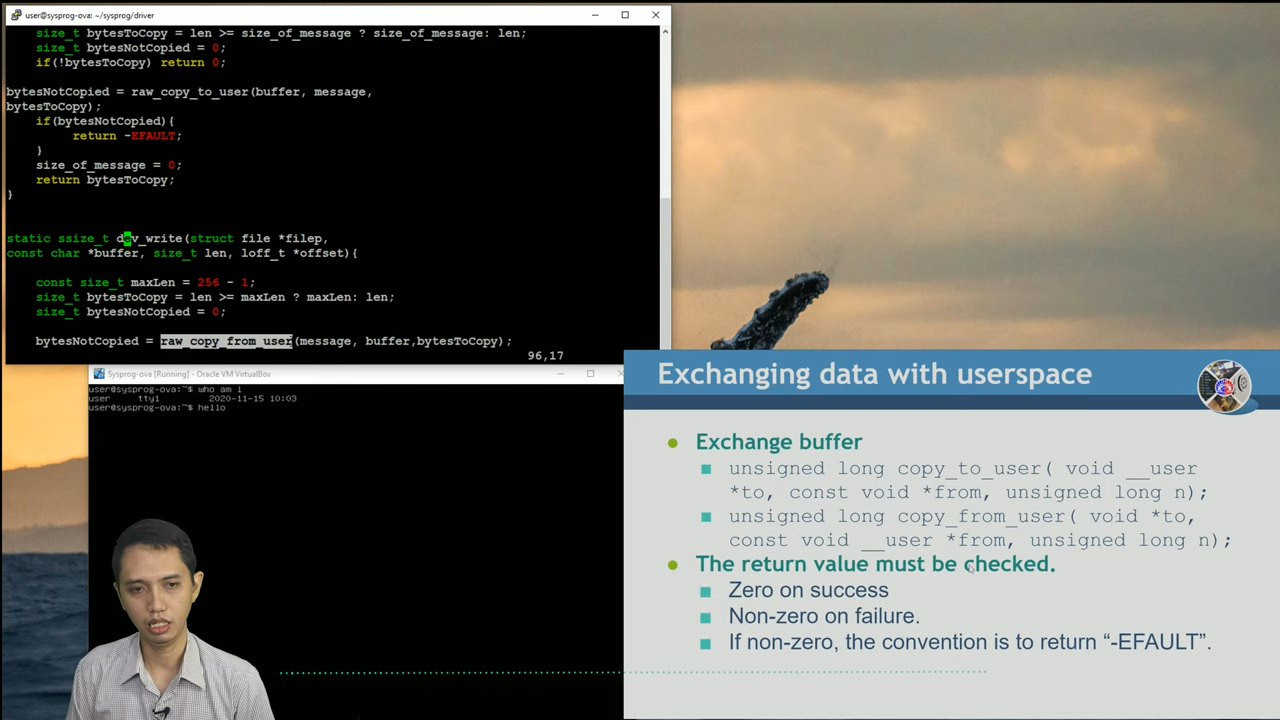 user@sysprog-ova: ~/sysprog/driver
size_t bytesToCopy = len >= size_of_message ? size_of_message: len;
size_t bytesNotCopied = 0;
if(!bytesToCopy) return 0;
bytesNotCopied = raw_copy_to_user(buffer, message,
bytesToCopy);
if(bytesNotCopied){
return -EFAULT;
}
size_of_message = 0;
return bytesToCopy;
}
static ssize_t dev_write(struct file *filep,
const char *buffer, size_t len, loff_t *offset){
const size_t maxLen = 256 - 1;
size_t bytesToCopy = len >= maxLen ? maxLen: len;
size_t bytesNotCopied = 0;
bytesNotCopied = raw_copy_from_user(message, buffer,bytesToCopy);
96,17
Sysprog-ova [Running] - Oracle VM VirtualBox
user@sysprog-ova:~$ who am i
user tty1 2020-11-15 10:03
user@sysprog-ova:~$ hello
Exchanging data with userspace
Exchange buffer
unsigned long copy_to_user( void __user
*to, const void *from, unsigned long n);
unsigned long copy_from_user( void *to,
const void __user *from, unsigned long n);
The return value must be checked.
Zero on success
Non-zero on failure.
If non-zero, the convention is to return “-EFAULT”.